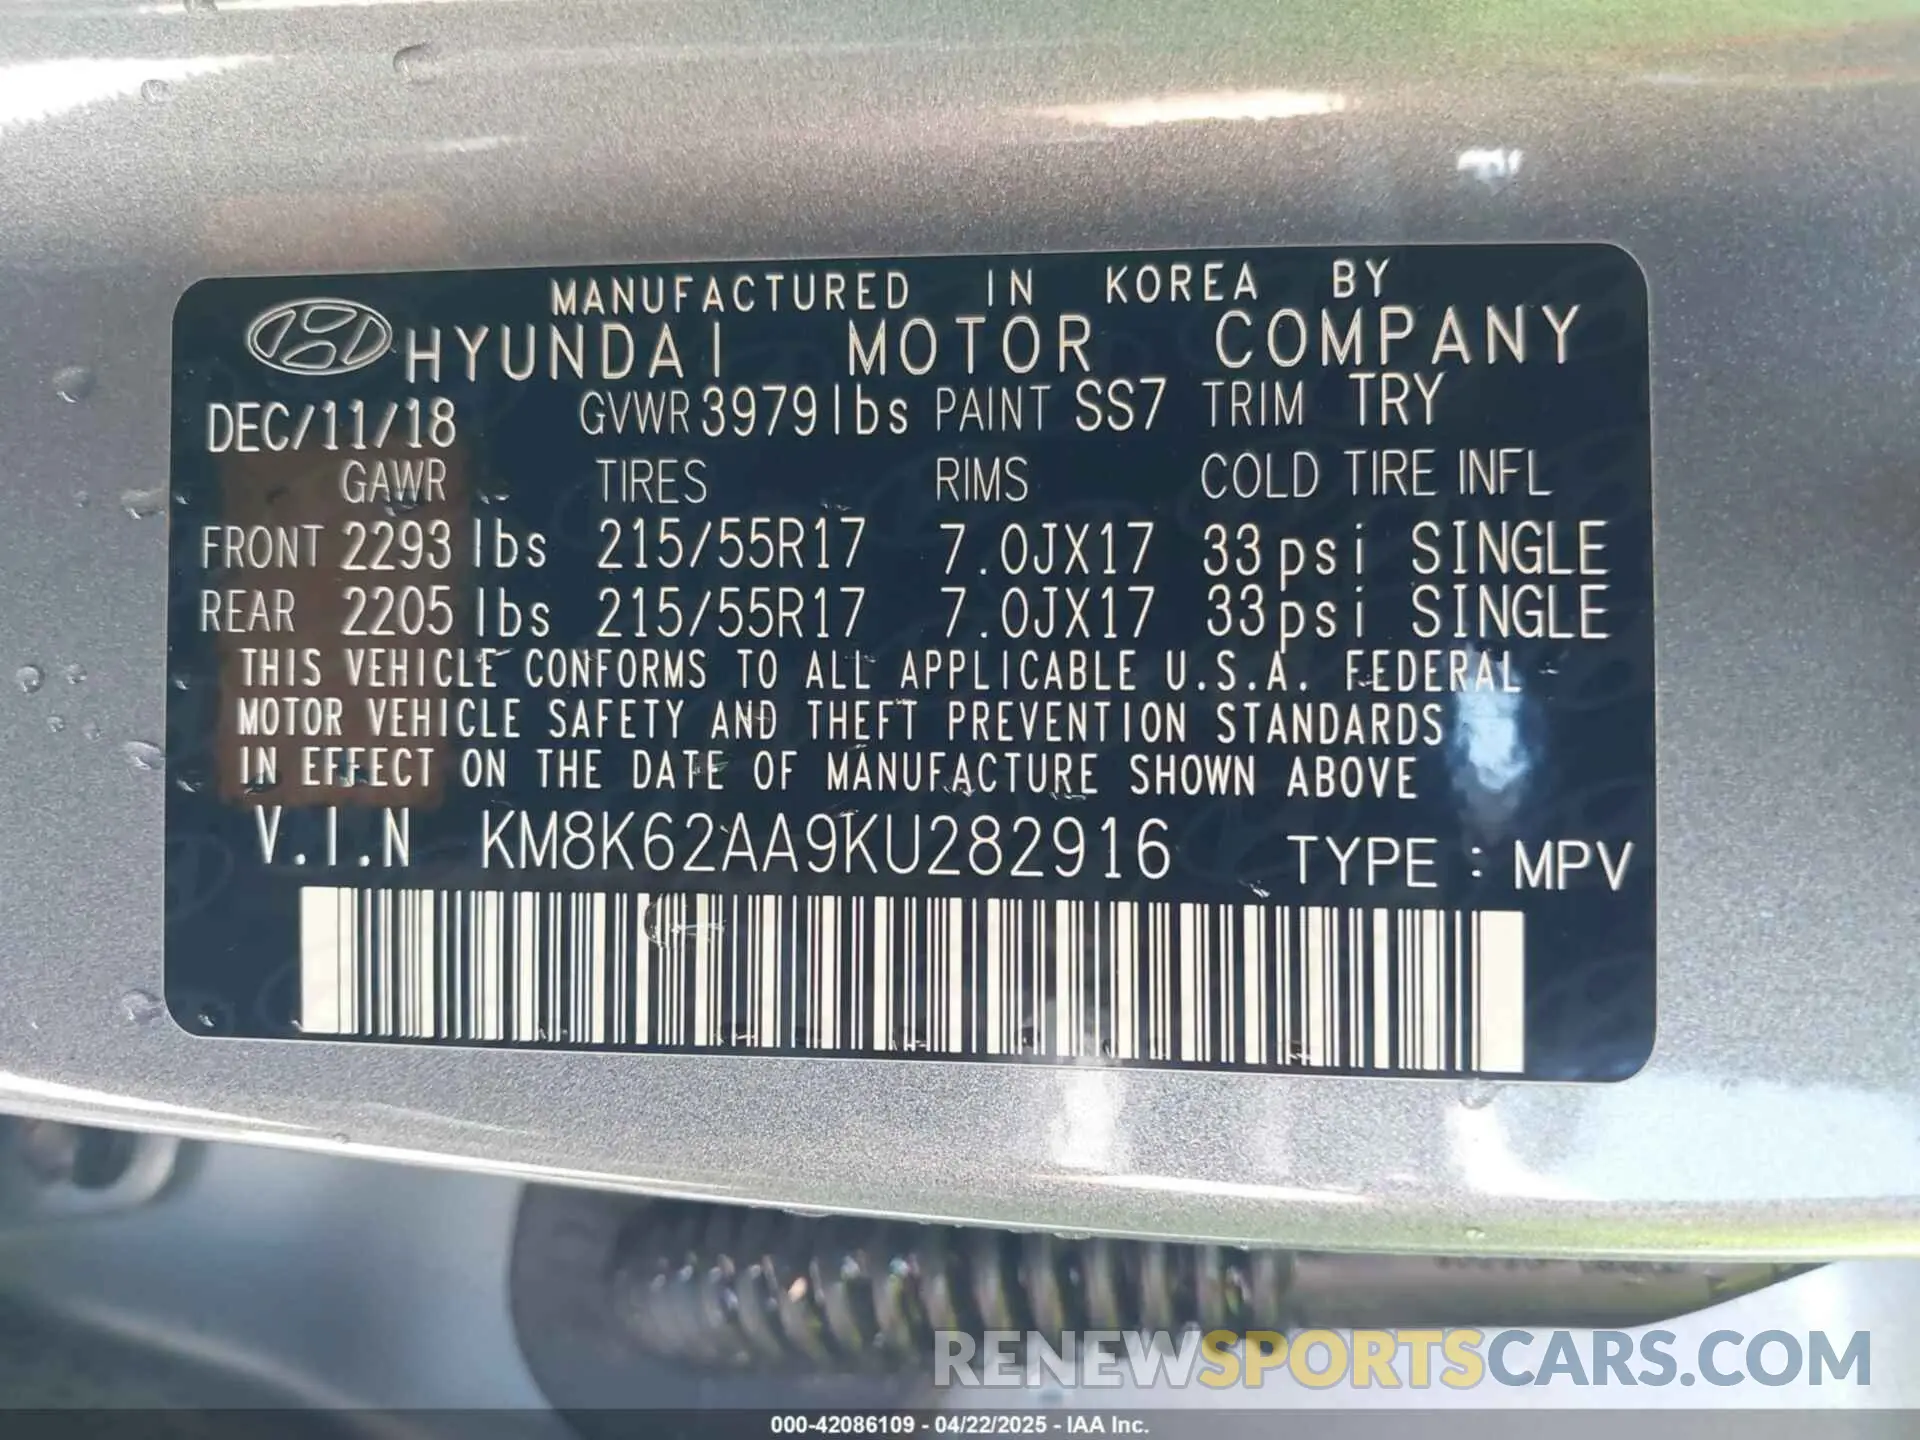 MANUFACTURED IN KOREA BY
HYUNDAI MOTOR COMPANY
DEC/11/18 GVWR 3979lbs PAINT SS7 TRIM TRY
GAWR TIRES RIMS COLD TIRE INFL
FRONT 2293 lbs 215/55R17 7.0JX17 33psi SINGLE
REAR 2205 lbs 215/55R17 7.0JX17 33psi SINGLE
THIS VEHICLE CONFORMS TO ALL APPLICABLE U.S.A. FEDERAL
MOTOR VEHICLE SAFETY AND THEFT PREVENTION STANDARDS
IN EFFECT ON THE DATE OF MANUFACTURE SHOWN ABOVE
V.I.N KM8K62AA9KU282916 TYPE : MPV
RENEWSPORTSCARS.COM
000-42086109 - 04/22/2025 - IAA Inc.